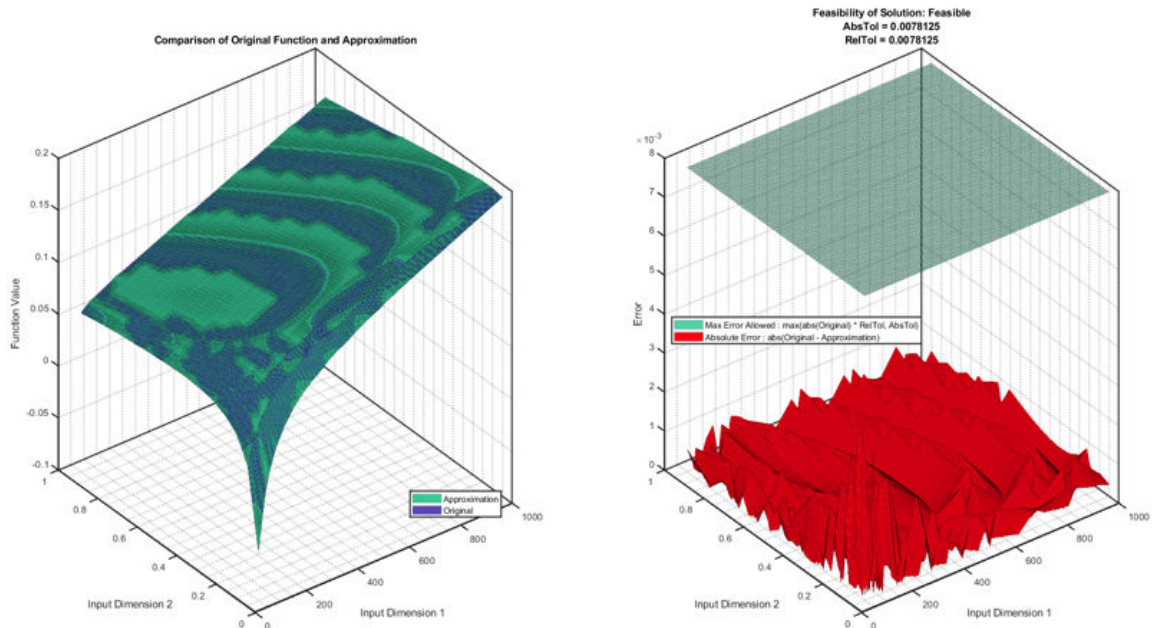 Comparison of Original Function and Approximation
0.2
0.15
0.1
0.05
0
-0.05
-0.1
Function Value
1
0.8
0.6
0.4
0.2
0
Input Dimension 2
0
200
400
600
800
1000
Input Dimension 1
Approximation
Original
Feasibility of Solution: Feasible
AbsTol = 0.0078125
RelTol = 0.0078125
×10⁻³
8
7
6
5
4
3
2
1
0
Error
Max Error Allowed : max(abs(Original) * RelTol, AbsTol)
Absolute Error : abs(Original - Approximation)
1
0.8
0.6
0.4
0.2
0
Input Dimension 2
0
200
400
600
800
1000
Input Dimension 1